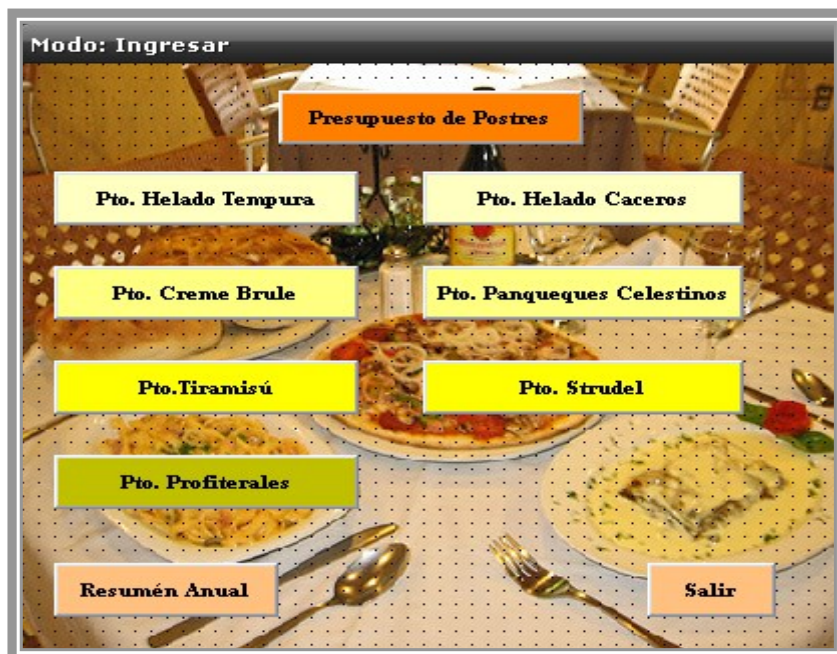 Modo: Ingresar
Presupuesto de Postres
Pto. Helado Tempura
Pto. Helado Caceros
Pto. Creme Brule
Pto. Panqueques Celestinos
Pto.Tiramisú
Pto. Strudel
Pto. Profiterales
Resumén Anual
Salir